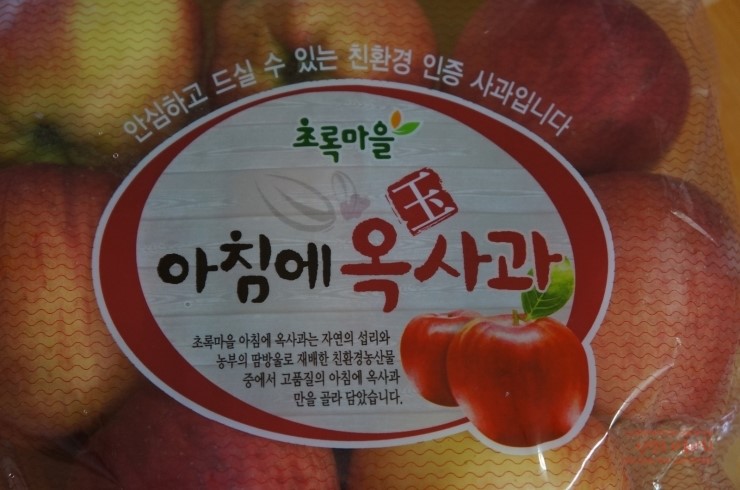 안심하고 드실 수 있는 친환경 인증 사과입니다
초록마을
玉
아침에 옥사과
초록마을 아침에 옥사과는 자연의 섭리와
농부의 땀방울로 재배한 친환경농산물
중에서 고품질의 아침에 옥사과
만을 골라 담았습니다.